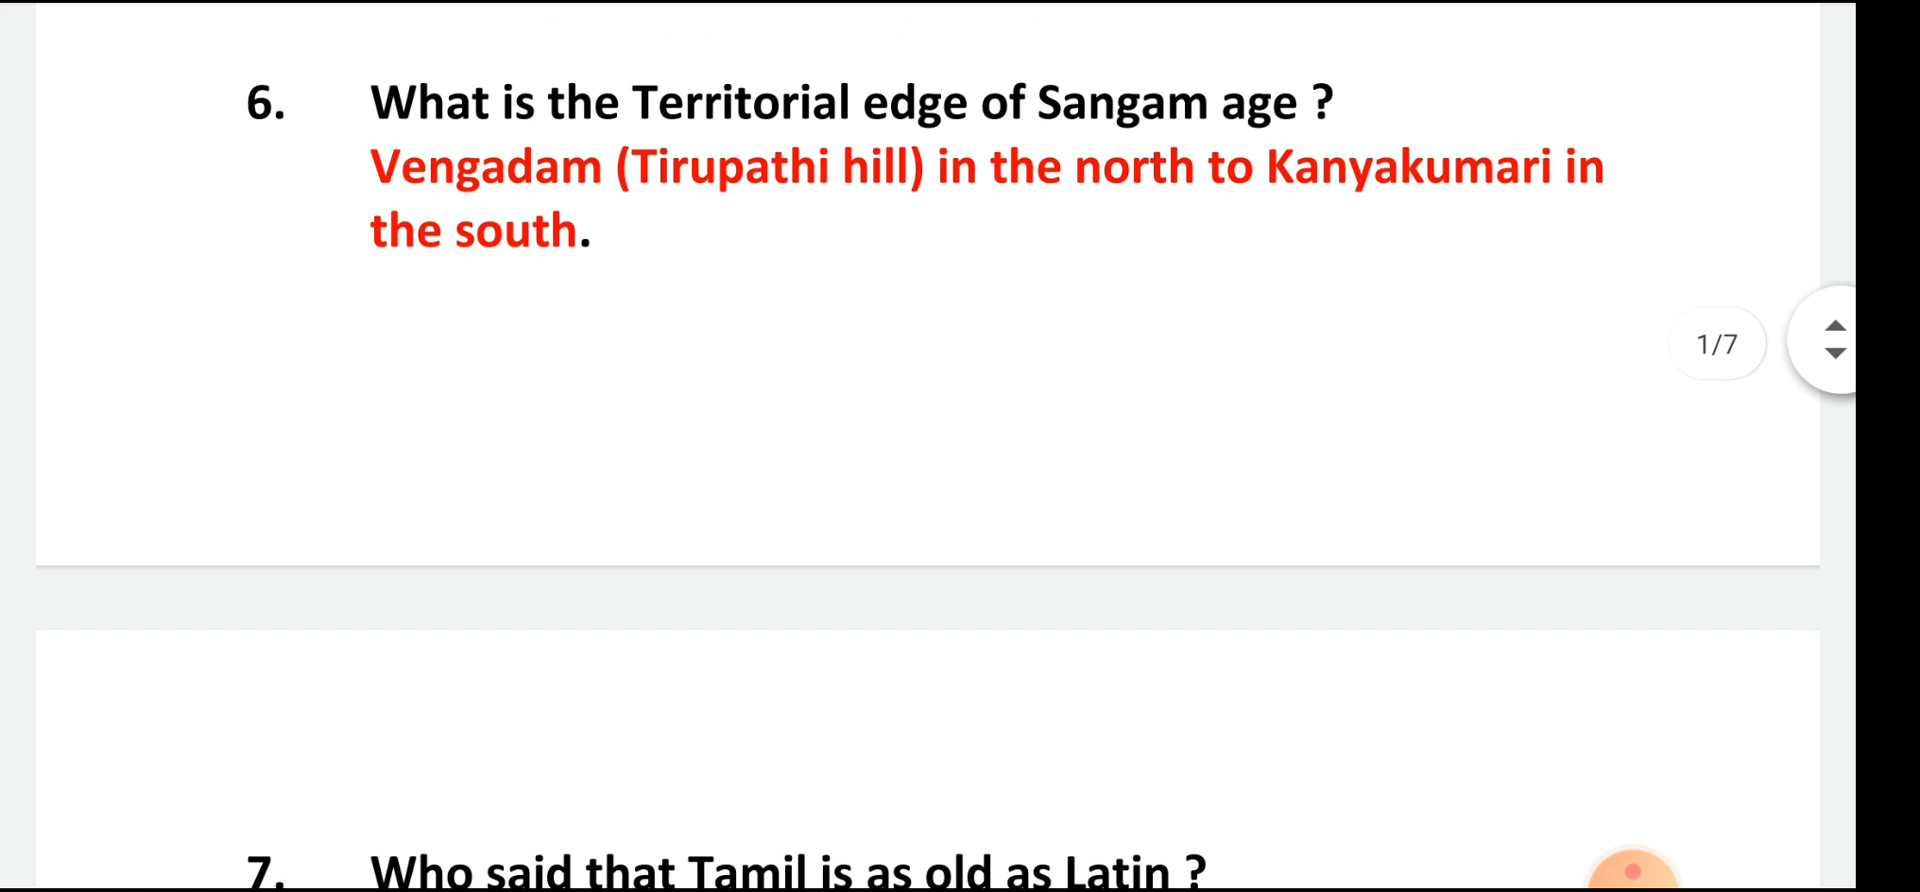 6. What is the Territorial edge of Sangam age ?
Vengadam (Tirupathi hill) in the north to Kanyakumari in
the south.
1/7
7. Who said that Tamil is as old as Latin ?